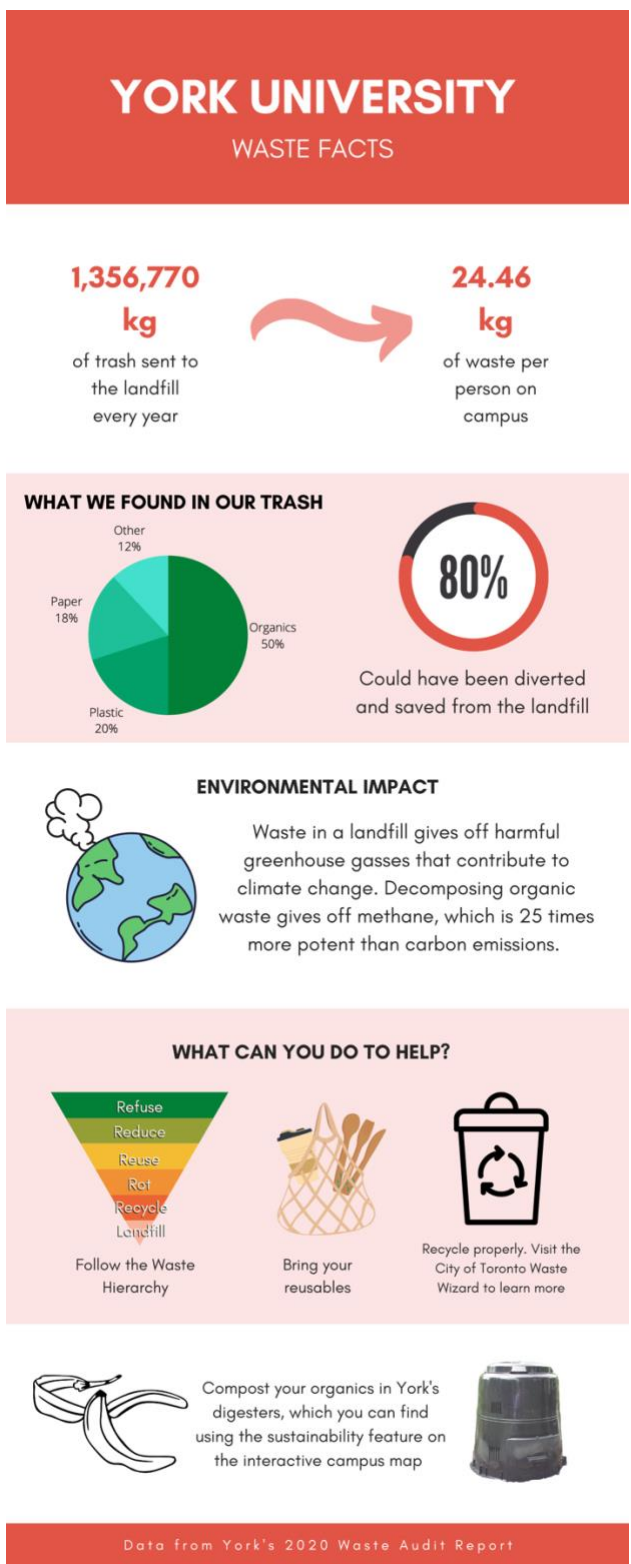 YORK UNIVERSITY
WASTE FACTS
1,356,770
kg
of trash sent to
the landfill
every year
24.46
kg
of waste per
person on
campus
WHAT WE FOUND IN OUR TRASH
Other
12%
Paper
18%
Organics
50%
Plastic
20%
80%
Could have been diverted
and saved from the landfill
ENVIRONMENTAL IMPACT
Waste in a landfill gives off harmful
greenhouse gasses that contribute to
climate change. Decomposing organic
waste gives off methane, which is 25 times
more potent than carbon emissions.
WHAT CAN YOU DO TO HELP?
Refuse
Reduce
Reuse
Rot
Recycle
Landfill
Follow the Waste
Hierarchy
Bring your
reusables
Recycle properly. Visit the
City of Toronto Waste
Wizard to learn more
Compost your organics in York's
digesters, which you can find
using the sustainability feature on
the interactive campus map
Data from York's 2020 Waste Audit Report